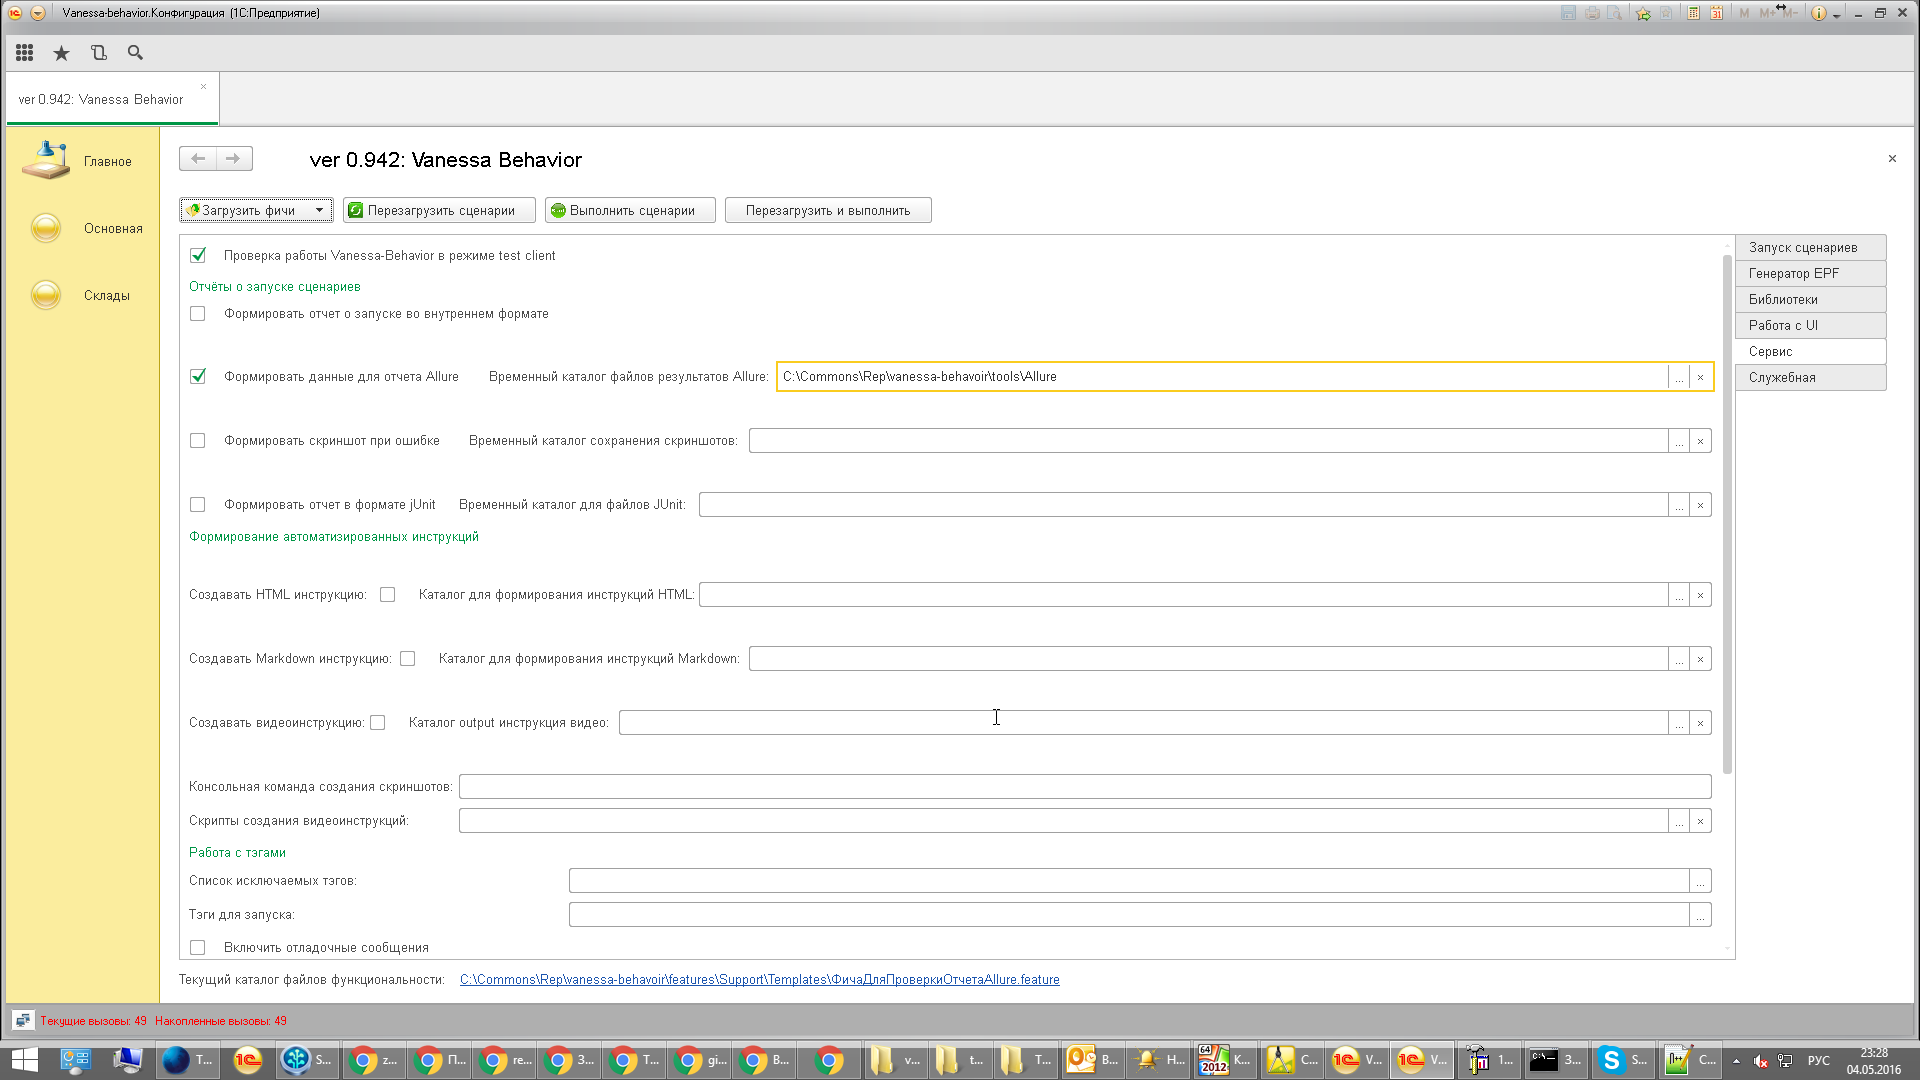 Vanessa-behavior.Конфигурация (1С:Предприятие)
31 M M+ M-
ver 0.942: Vanessa Behavior
Главное
Основная
Склады
ver 0.942: Vanessa Behavior
Загрузить фичи Перезагрузить сценарии Выполнить сценарии Перезагрузить и выполнить
Проверка работы Vanessa-Behavior в режиме test client
Отчёты о запуске сценариев
Формировать отчет о запуске во внутреннем формате
Формировать данные для отчета Allure Временный каталог файлов результатов Allure: C:\Commons\Rep\vanessa-behavoir\tools\Allure ...
Формировать скриншот при ошибке Временный каталог сохранения скриншотов: ...
Формировать отчет в формате jUnit Временный каталог для файлов JUnit: ...
Формирование автоматизированных инструкций
Создавать HTML инструкцию: Каталог для формирования инструкций HTML: ...
Создавать Markdown инструкцию: Каталог для формирования инструкций Markdown: ...
Создавать видеоинструкцию: Каталог output инструкция видео: ...
Консольная команда создания скриншотов:
Скрипты создания видеоинструкций: ...
Работа с тэгами
Список исключаемых тэгов: ...
Тэги для запуска: ...
Включить отладочные сообщения
Запуск сценариев
Генератор EPF
Библиотеки
Работа с UI
Сервис
Служебная
Текущий каталог файлов функциональности: C:\Commons\Rep\vanessa-behavoir\features\Support\Templates\ФичаДляПроверкиОтчетаAllure.feature
Текущие вызовы: 49 Накопленные вызовы: 49
T... S... z... П... re... З... T... gi... B... v... t... T... B... Н... 64 2012 K... C... V... V... 1... C:\ З... S... C... РУС 23:28
04.05.2016